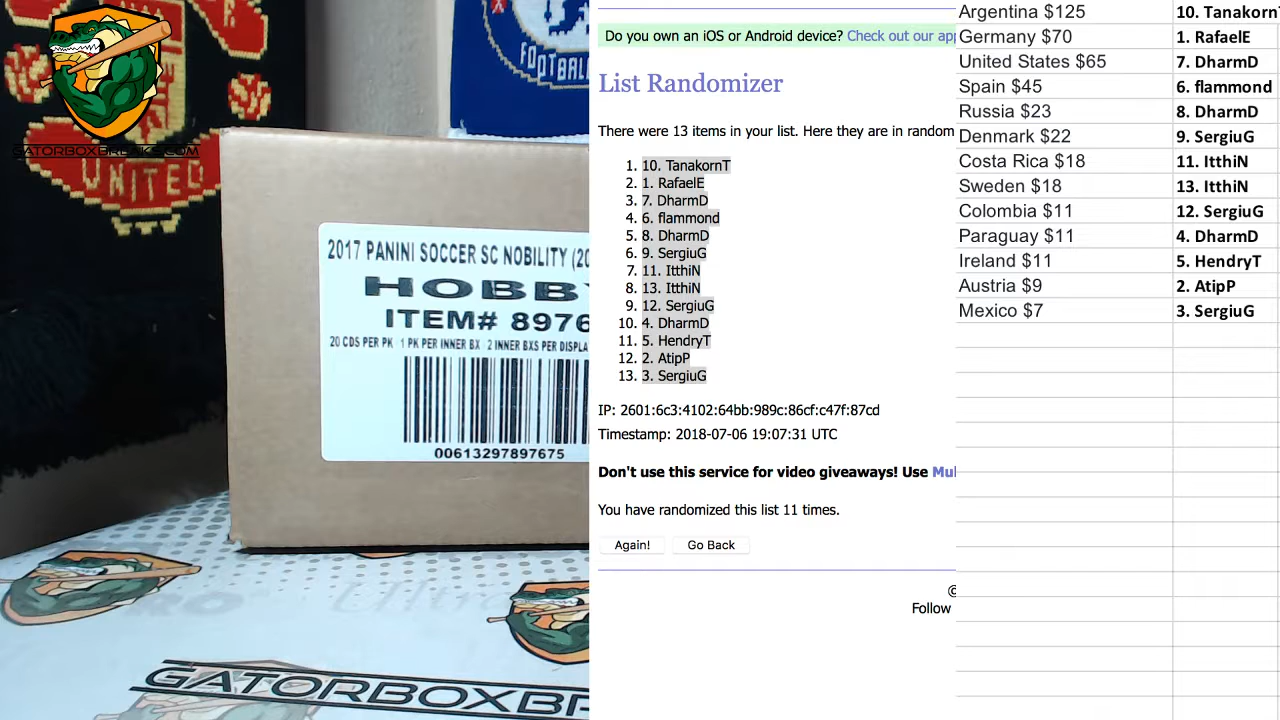 GATORBOXBREAKS.COM
UNITED
FOOTBAL
2017 PANINI SOCCER SC NOBILITY (20
HOBBY
ITEM# 8976
20 CDS PER PK 1 PK PER INNER BX 2 INNER BXS PER DISPLA
00613297897675
GATORBOXBR
Do you own an iOS or Android device? Check out our app
List Randomizer
There were 13 items in your list. Here they are in random
1. 10. TanakornT
2. 1. RafaelE
3. 7. DharmD
4. 6. flammond
5. 8. DharmD
6. 9. SergiuG
7. 11. ItthiN
8. 13. ItthiN
9. 12. SergiuG
10. 4. DharmD
11. 5. HendryT
12. 2. AtipP
13. 3. SergiuG
IP: 2601:6c3:4102:64bb:989c:86cf:c47f:87cd
Timestamp: 2018-07-06 19:07:31 UTC
Don't use this service for video giveaways! Use Mul
You have randomized this list 11 times.
Again! Go Back
©
Follow
Argentina $125 10. TanakornT
Germany $70 1. RafaelE
United States $65 7. DharmD
Spain $45 6. flammond
Russia $23 8. DharmD
Denmark $22 9. SergiuG
Costa Rica $18 11. ItthiN
Sweden $18 13. ItthiN
Colombia $11 12. SergiuG
Paraguay $11 4. DharmD
Ireland $11 5. HendryT
Austria $9 2. AtipP
Mexico $7 3. SergiuG